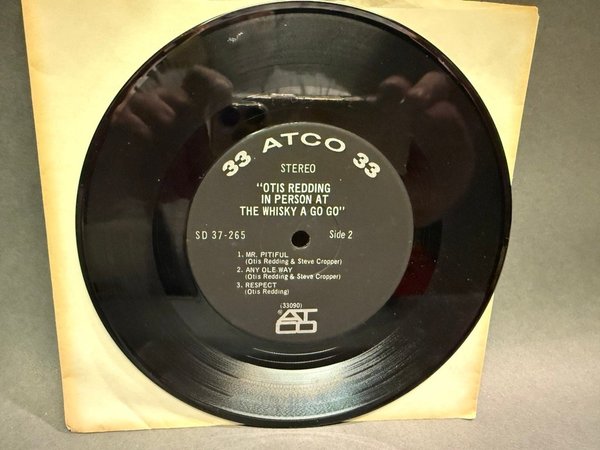 33 ATCO 33
STEREO
"OTIS REDDING
IN PERSON AT
THE WHISKY A GO GO"
SD 37-265 Side 2
1. MR. PITIFUL
(Otis Redding & Steve Cropper)
2. ANY OLE WAY
(Otis Redding & Steve Cropper)
3. RESPECT
(Otis Redding)
(33090)
®
AT
CO